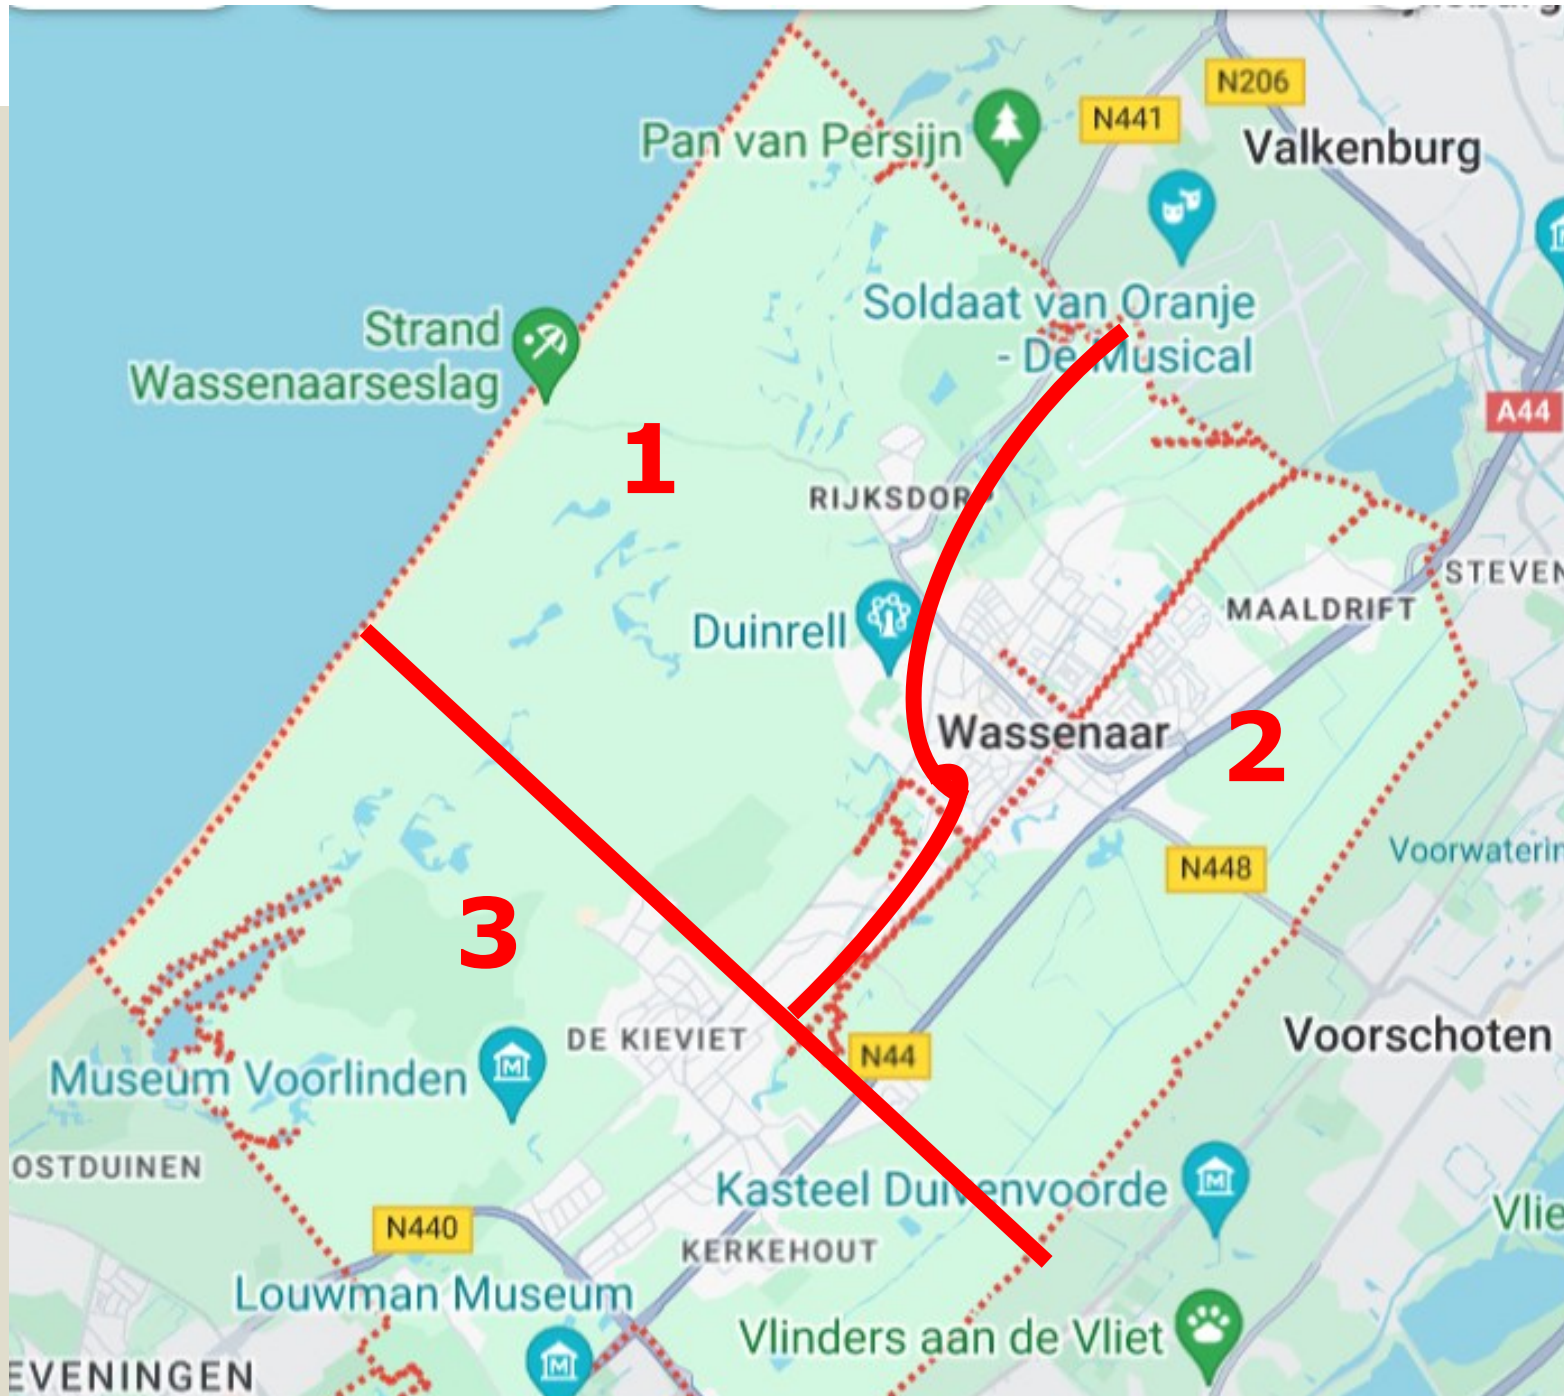 N206
N441
Pan van Persijn
Valkenburg
Soldaat van Oranje
- De Musical
Strand
Wassenaarseslag
A44
1
RIJKSDORP
STEVEN
MAALDRIFT
Duinrell
Wassenaar
2
Voorwaterin
N448
3
DE KIEVIET
Voorschoten
N44
Museum Voorlinden
OSTDUINEN
Kasteel Duivenvoorde
Vlie
N440
KERKEHOUT
Louwman Museum
Vlinders aan de Vliet
EVENINGEN